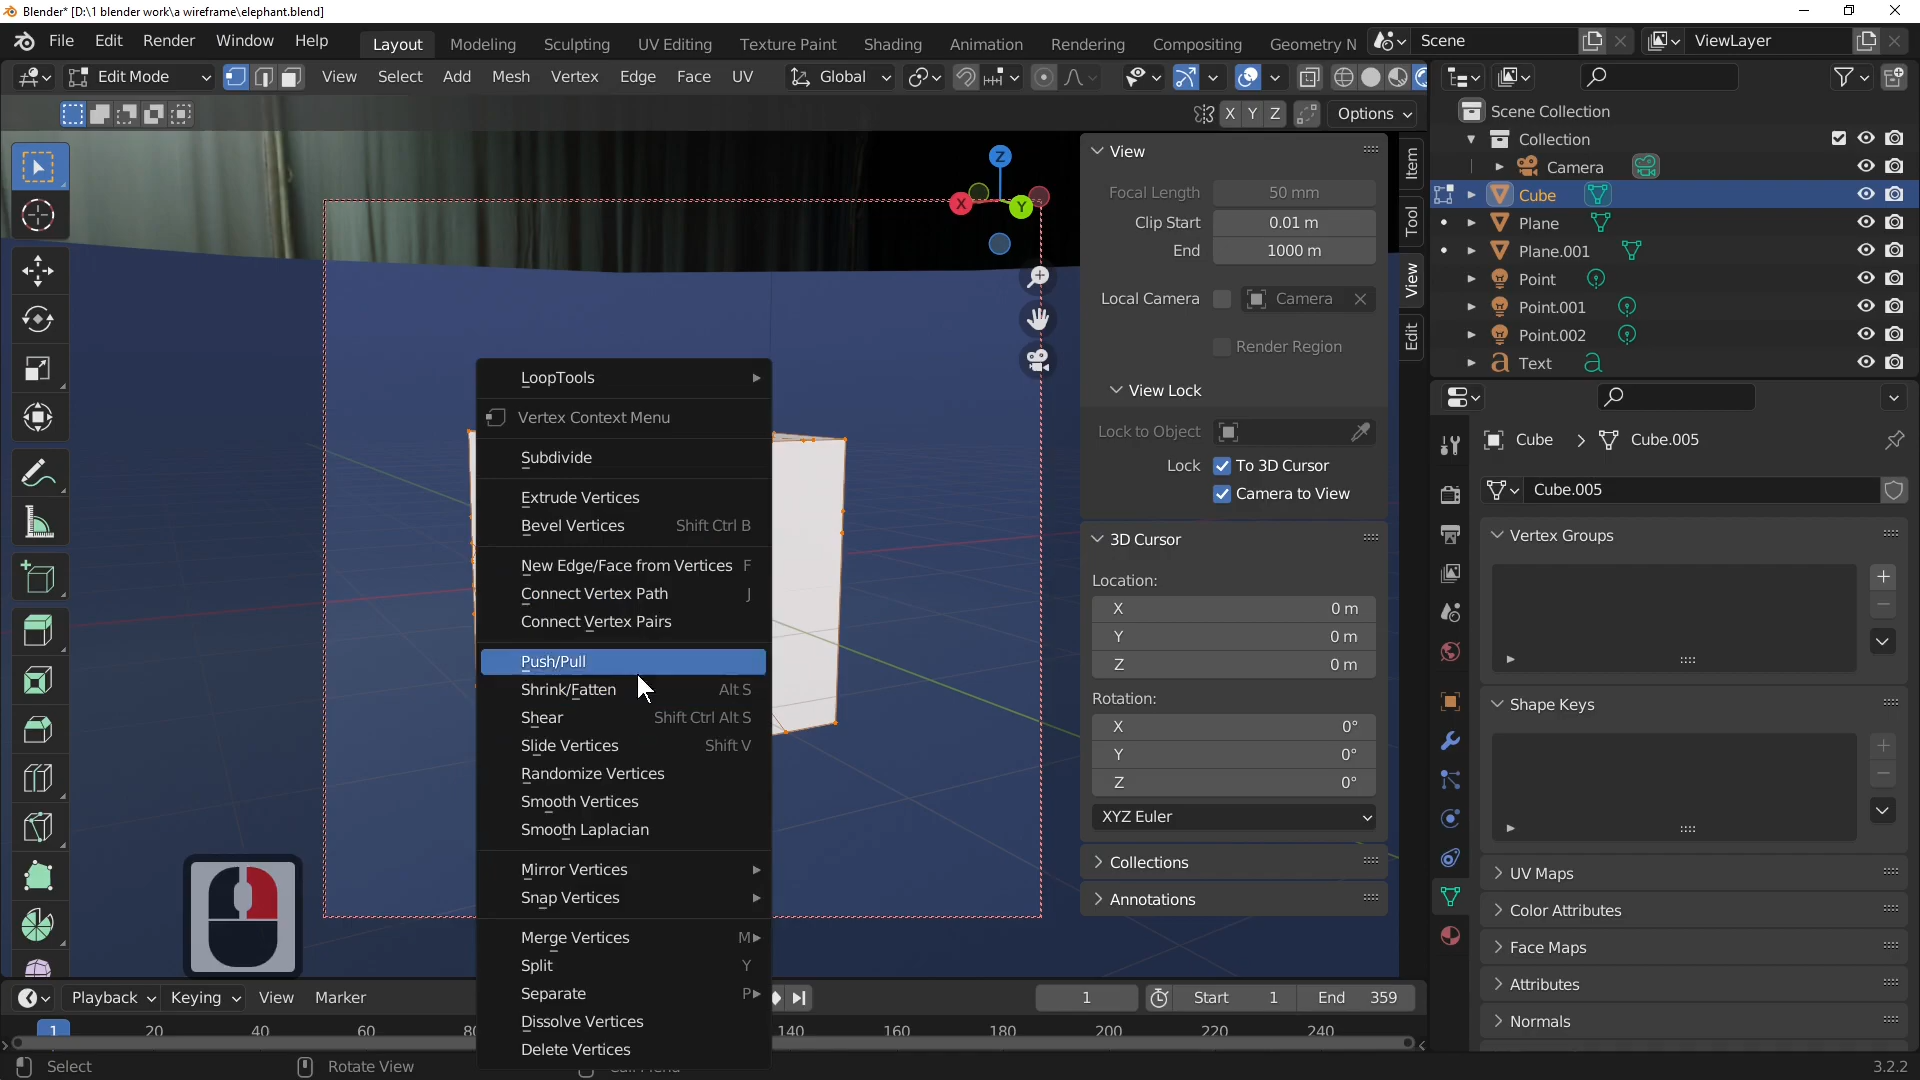 Blender* [D:\1 blender work\a wireframe\elephant.blend]
File Edit Render Window Help Layout Modeling Sculpting UV Editing Texture Paint Shading Animation Rendering Compositing Geometry N Scene ViewLayer
Edit Mode View Select Add Mesh Vertex Edge Face UV Global
X Y Z Options
Scene Collection
Collection
Camera
Cube
Plane
Plane.001
Point
Point.001
Point.002
Text
Z
X
Y
View
Focal Length 50 mm
Clip Start 0.01 m
End 1000 m
Local Camera Camera
Render Region
View Lock
Lock to Object
Lock To 3D Cursor
Camera to View
3D Cursor
Location:
X 0 m
Y 0 m
Z 0 m
Rotation:
X 0°
Y 0°
Z 0°
XYZ Euler
Collections
Annotations
Item
Tool
View
Edit
LoopTools
Vertex Context Menu
Subdivide
Extrude Vertices
Bevel Vertices Shift Ctrl B
New Edge/Face from Vertices F
Connect Vertex Path J
Connect Vertex Pairs
Push/Pull
Shrink/Fatten Alt S
Shear Shift Ctrl Alt S
Slide Vertices Shift V
Randomize Vertices
Smooth Vertices
Smooth Laplacian
Mirror Vertices
Snap Vertices
Merge Vertices M
Split Y
Separate P
Dissolve Vertices
Delete Vertices
Cube Cube.005
Cube.005
Vertex Groups
Shape Keys
UV Maps
Color Attributes
Face Maps
Attributes
Normals
Playback Keying View Marker 1 Start 1 End 359
1 20 40 60 140 160 180 200 220 240
Select Rotate View 3.2.2